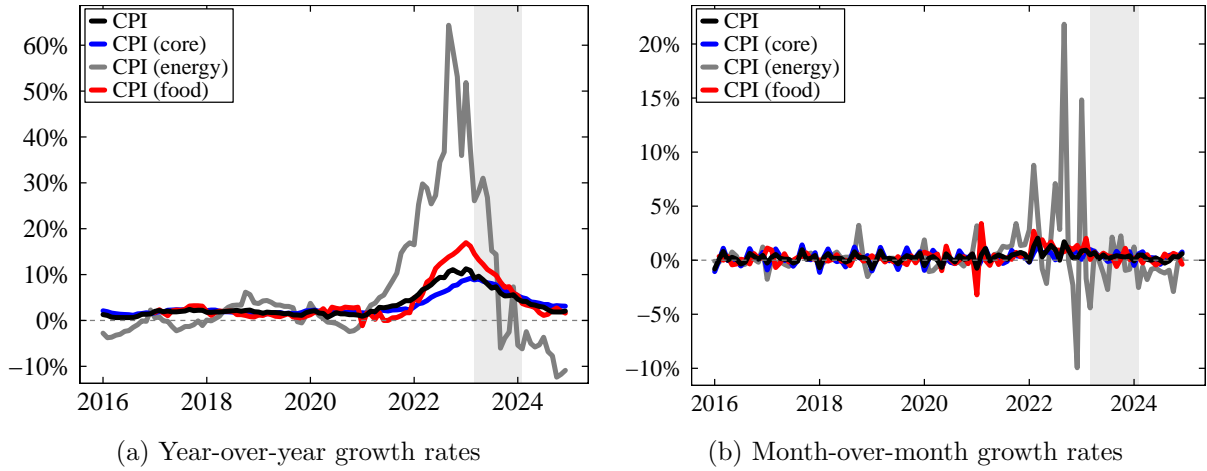 CPI
CPI (core)
CPI (energy)
CPI (food)
60%
50%
40%
30%
20%
10%
0%
−10%
2016 2018 2020 2022 2024
(a) Year-over-year growth rates
CPI
CPI (core)
CPI (energy)
CPI (food)
20%
15%
10%
5%
0%
−5%
−10%
2016 2018 2020 2022 2024
(b) Month-over-month growth rates